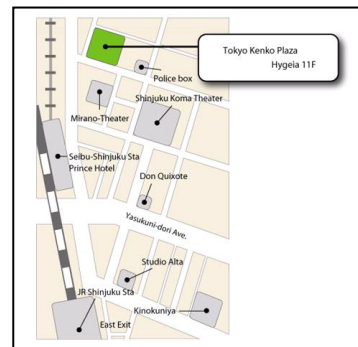 Tokyo Kenko Plaza
Hygeia 11F
Police box
Shinjuku Koma Theater
Mirano-Theater
Seibu-Shinjuku Sta
Prince Hotel
Don Quixote
Yasukuni-dori Ave.
Studio Alta
JR Shinjuku Sta
Kinokuniya
East Exit